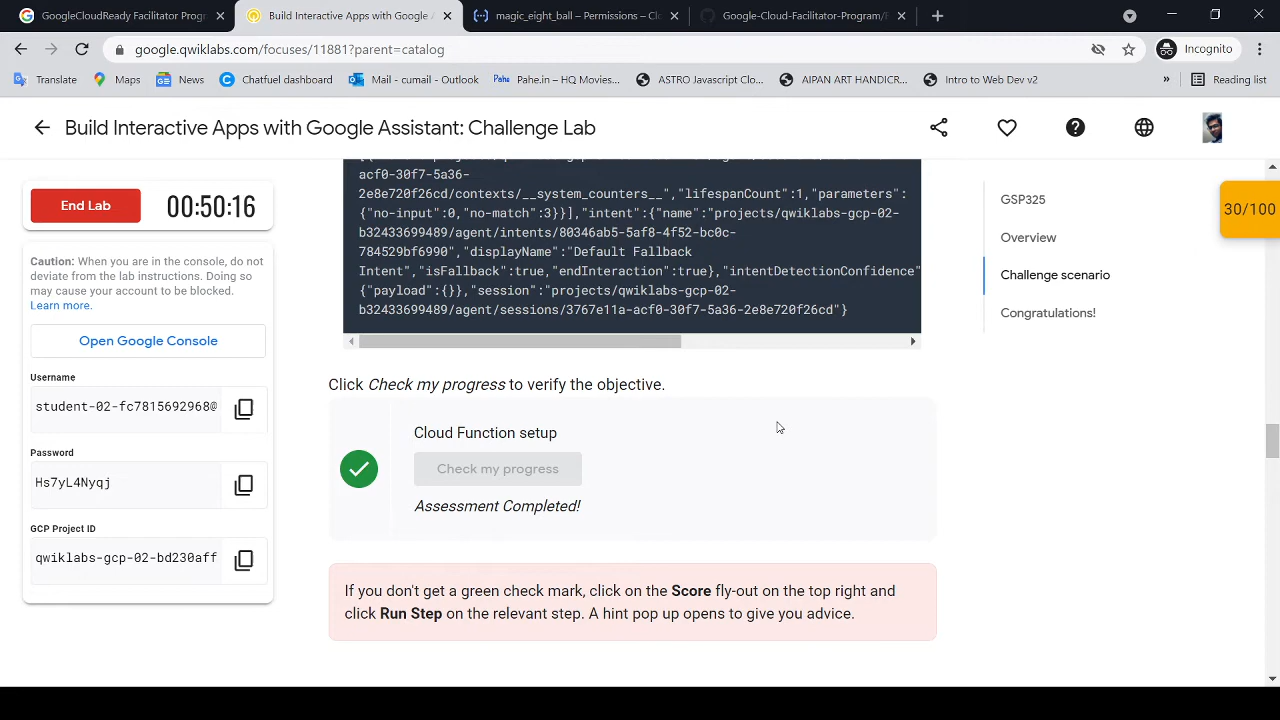 GoogleCloudReady Facilitator Prog
Build Interactive Apps with Google A
magic_eight_ball – Permissions – Clo
Google-Cloud-Facilitator-Program/B
google.qwiklabs.com/focuses/11881?parent=catalog
Incognito
Translate
Maps
News
Chatfuel dashboard
Mail - cumail - Outlook
Pahe.in – HQ Movies...
ASTRO Javascript Clo...
AIPAN ART HANDICR...
Intro to Web Dev v2
»
Reading list
Build Interactive Apps with Google Assistant: Challenge Lab
End Lab
00:50:16
Caution: When you are in the console, do not
deviate from the lab instructions. Doing so
may cause your account to be blocked.
Learn more.
Open Google Console
Username
student-02-fc7815692968@
Password
Hs7yL4Nyqj
GCP Project ID
qwiklabs-gcp-02-bd230aff
acf0-30f7-5a36-
2e8e720f26cd/contexts/__system_counters__","lifespanCount":1,"parameters":
{"no-input":0,"no-match":3}}],"intent":{"name":"projects/qwiklabs-gcp-02-
b32433699489/agent/intents/80346ab5-5af8-4f52-bc0c-
784529bf6990","displayName":"Default Fallback
Intent","isFallback":true,"endInteraction":true},"intentDetectionConfidence"
{"payload":{}},"session":"projects/qwiklabs-gcp-02-
b32433699489/agent/sessions/3767e11a-acf0-30f7-5a36-2e8e720f26cd"}
Click Check my progress to verify the objective.
Cloud Function setup
Check my progress
Assessment Completed!
If you don't get a green check mark, click on the Score fly-out on the top right and
click Run Step on the relevant step. A hint pop up opens to give you advice.
GSP325
Overview
Challenge scenario
Congratulations!
30/100